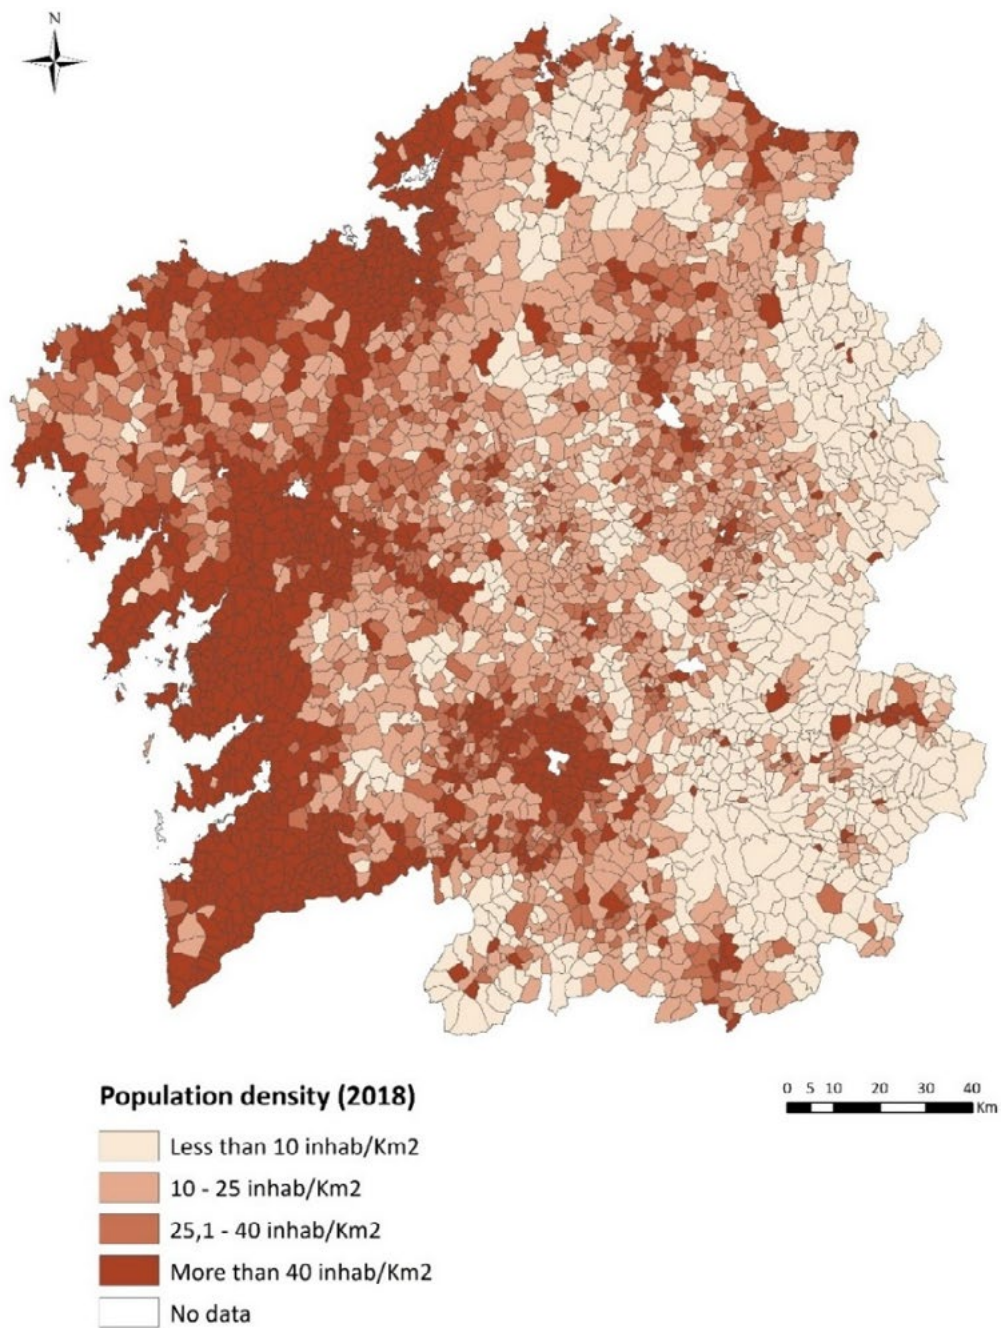 N
Population density (2018)
0 5 10 20 30 40
Km
Less than 10 inhab/Km2
10 - 25 inhab/Km2
25,1 - 40 inhab/Km2
More than 40 inhab/Km2
No data